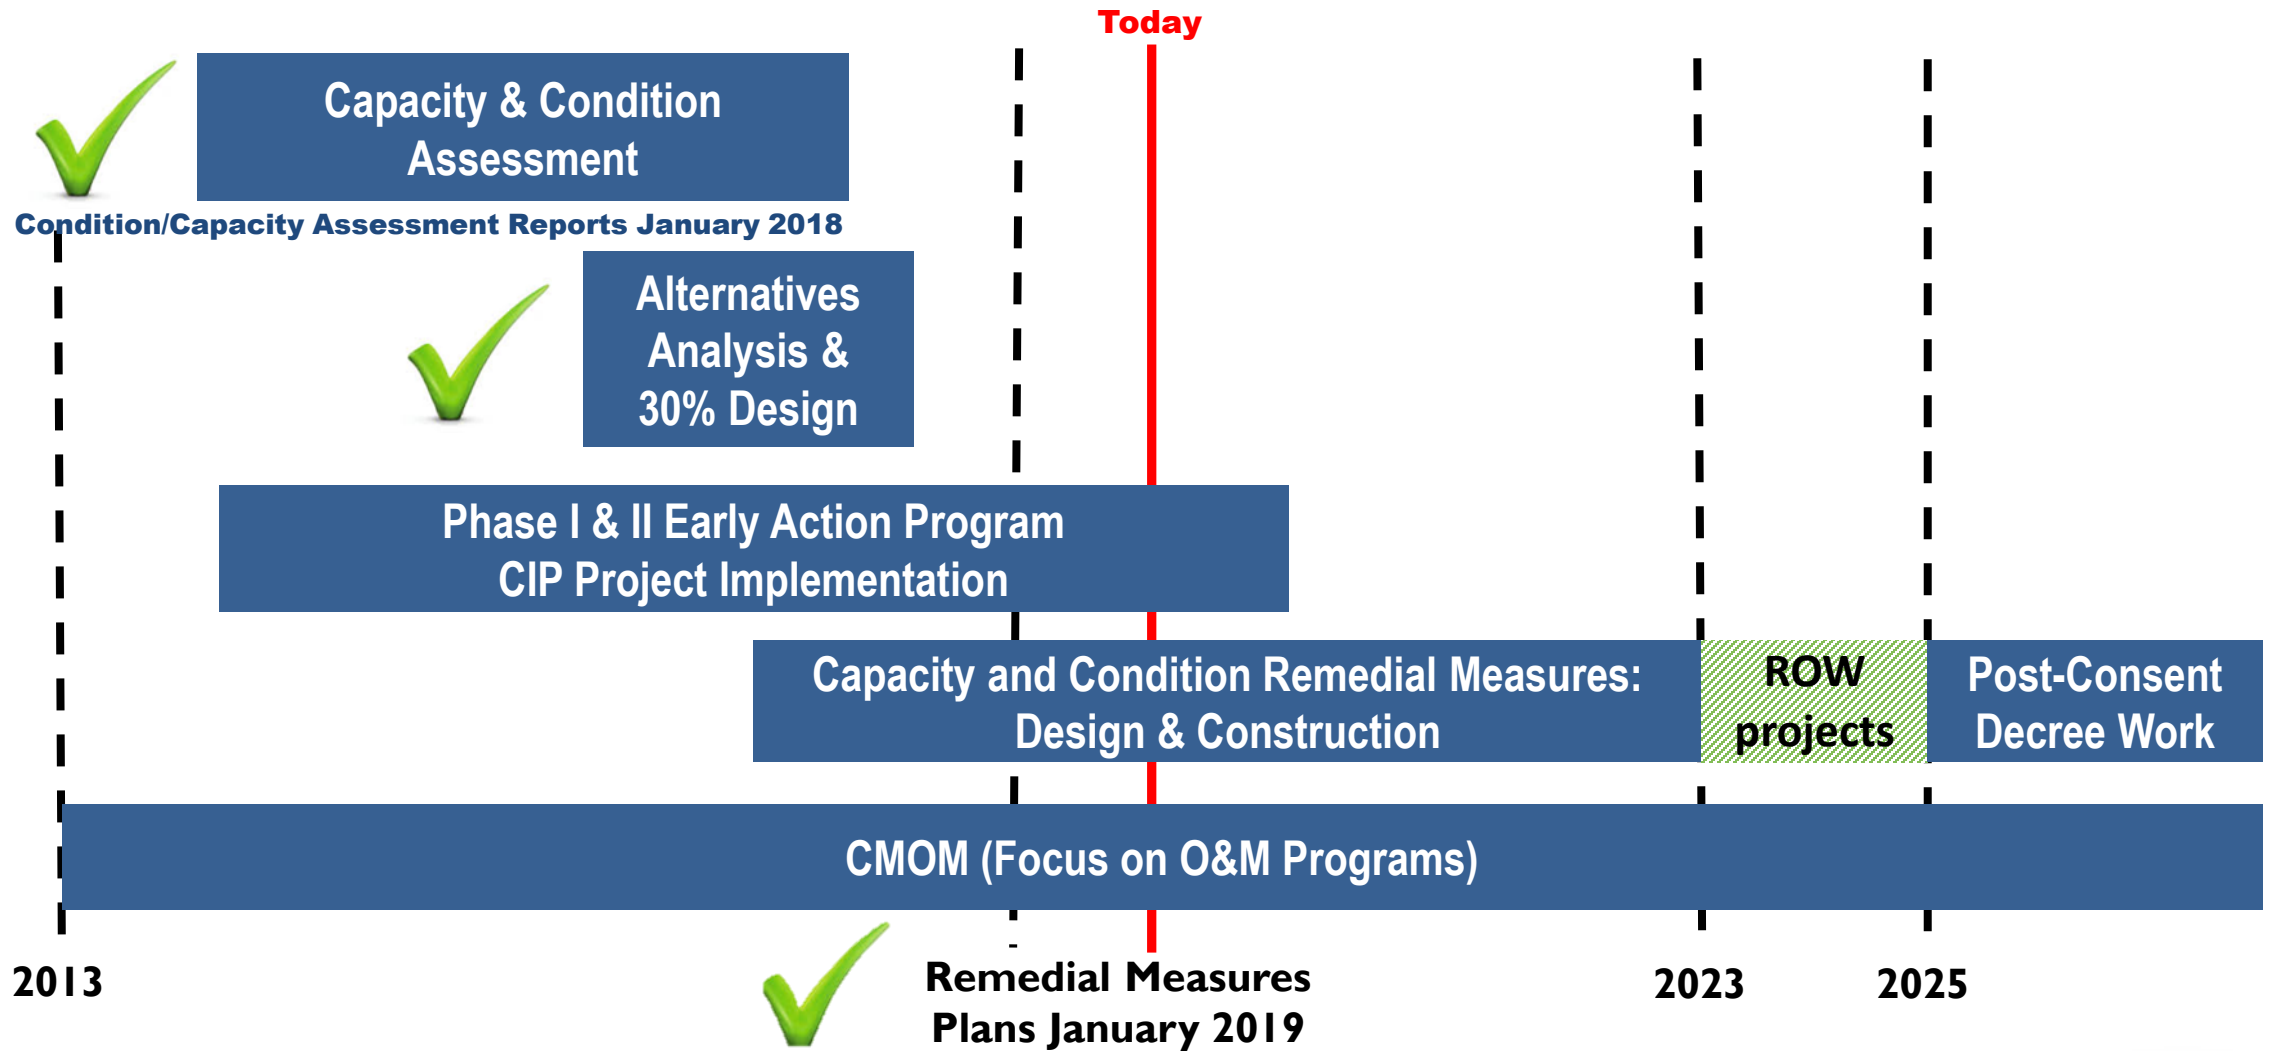 Today
Capacity & Condition
Assessment
Condition/Capacity Assessment Reports January 2018
Alternatives
Analysis &
30% Design
Phase I & II Early Action Program
CIP Project Implementation
Capacity and Condition Remedial Measures:
Design & Construction
ROW
projects
Post-Consent
Decree Work
CMOM (Focus on O&M Programs)
2013
Remedial Measures
Plans January 2019
2023
2025